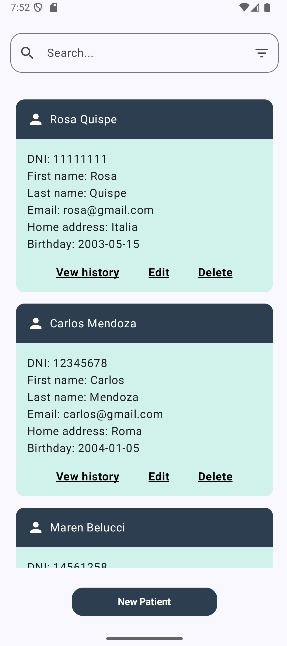 7:52
Search...
Rosa Quispe
DNI: 11111111
First name: Rosa
Last name: Quispe
Email: rosa@gmail.com
Home address: Italia
Birthday: 2003-05-15
Vew history Edit Delete
Carlos Mendoza
DNI: 12345678
First name: Carlos
Last name: Mendoza
Email: carlos@gmail.com
Home address: Roma
Birthday: 2004-01-05
Vew history Edit Delete
Maren Belucci
DNI: 14561258
New Patient